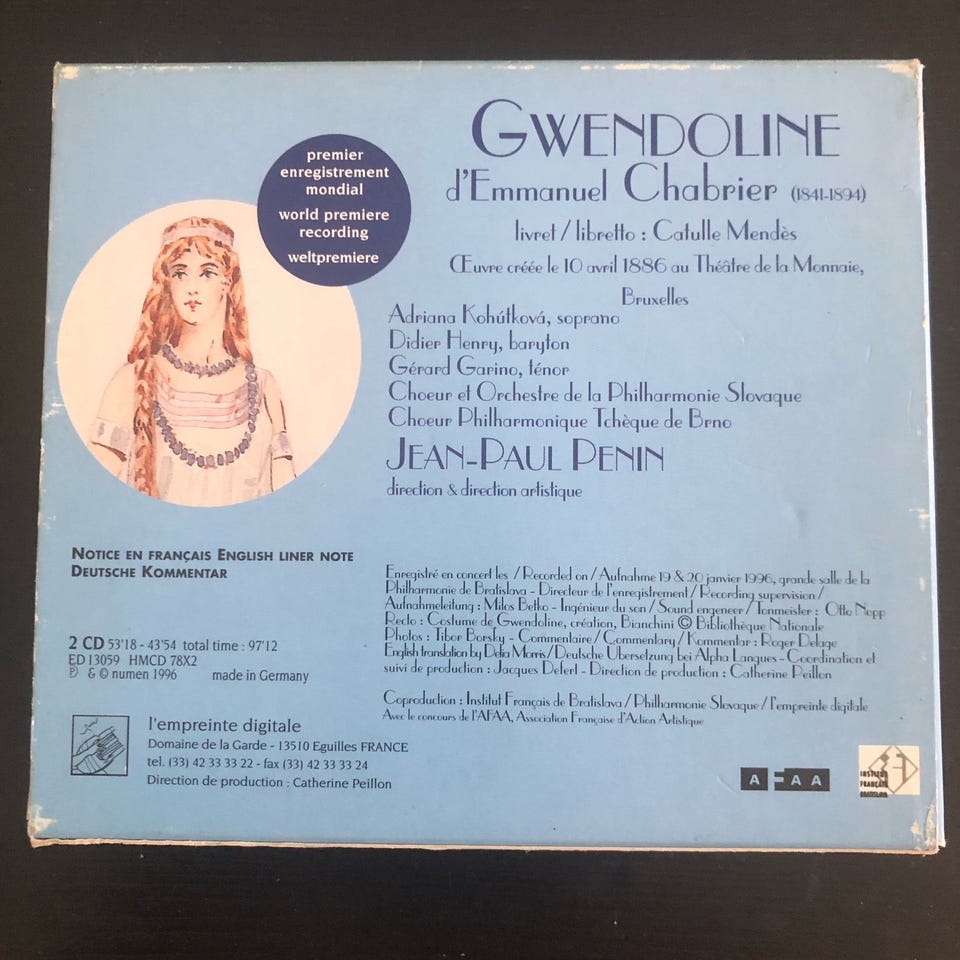 premier
enregistrement
mondial
world premiere
recording
weltpremiere
GWENDOLINE
d'Emmanuel Chabrier (1841-1894)
livret / libretto : Catulle Mendès
Œuvre créée le 10 avril 1886 au Théâtre de la Monnaie,
Bruxelles
Adriana Kohútková, soprano
Didier Henry, baryton
Gérard Garino, ténor
Choeur et Orchestre de la Philharmonie Slovaque
Choeur Philharmonique Tchèque de Brno
JEAN-PAUL PENIN
direction & direction artistique
NOTICE EN FRANÇAIS ENGLISH LINER NOTE
DEUTSCHE KOMMENTAR
2 CD 53'18 - 43'54 total time : 97'12
ED 13059 HMCD 78X2
℗ & © numen 1996 made in Germany
l'empreinte digitale
Domaine de la Garde - 13510 Eguilles FRANCE
tel. (33) 42 33 33 22 - fax (33) 42 33 33 24
Direction de production : Catherine Peillon
Enregistré en concert les / Recorded on / Aufnahme 19 & 20 janvier 1996, grande salle de la
Philharmonie de Bratislava - Directeur de l'enregistrement / Recording supervision /
Aufnahmeleitung : Milos Betko - Ingénieur du son / Sound engeneer / Tonmeister : Otto Nopp
Recto : Costume de Gwendoline, création, Bianchini © Bibliothèque Nationale
Photos : Tibor Borsky - Commentaire / Commentary / Kommentar : Roger Delage
English translation by Delia Morris / Deutsche Ubersetzung bei Alpha Langues - Coordination et
suivi de production : Jacques Defert - Direction de production : Catherine Peillon
Coproduction : Institut Français de Bratislava / Philharmonie Slovaque / l'empreinte digitale
Avec le concours de l'AFAA, Association Française d'Action Artistique
AFAA
INSTITUT
FRANÇAIS
BRATISLAVA